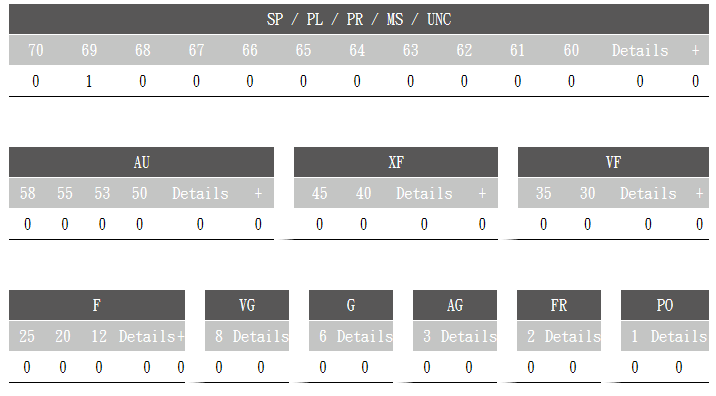 SP / PL / PR / MS / UNC
70 69 68 67 66 65 64 63 62 61 60 Details +
0 1 0 0 0 0 0 0 0 0 0 0 0
AU XF VF
58 55 53 50 Details + 45 40 Details + 35 30 Details +
0 0 0 0 0 0 0 0 0 0 0 0 0 0
F VG G AG FR PO
25 20 12 Details+ 8 Details 6 Details 3 Details 2 Details 1 Details
0 0 0 0 0 0 0 0 0 0 0 0 0 0 0